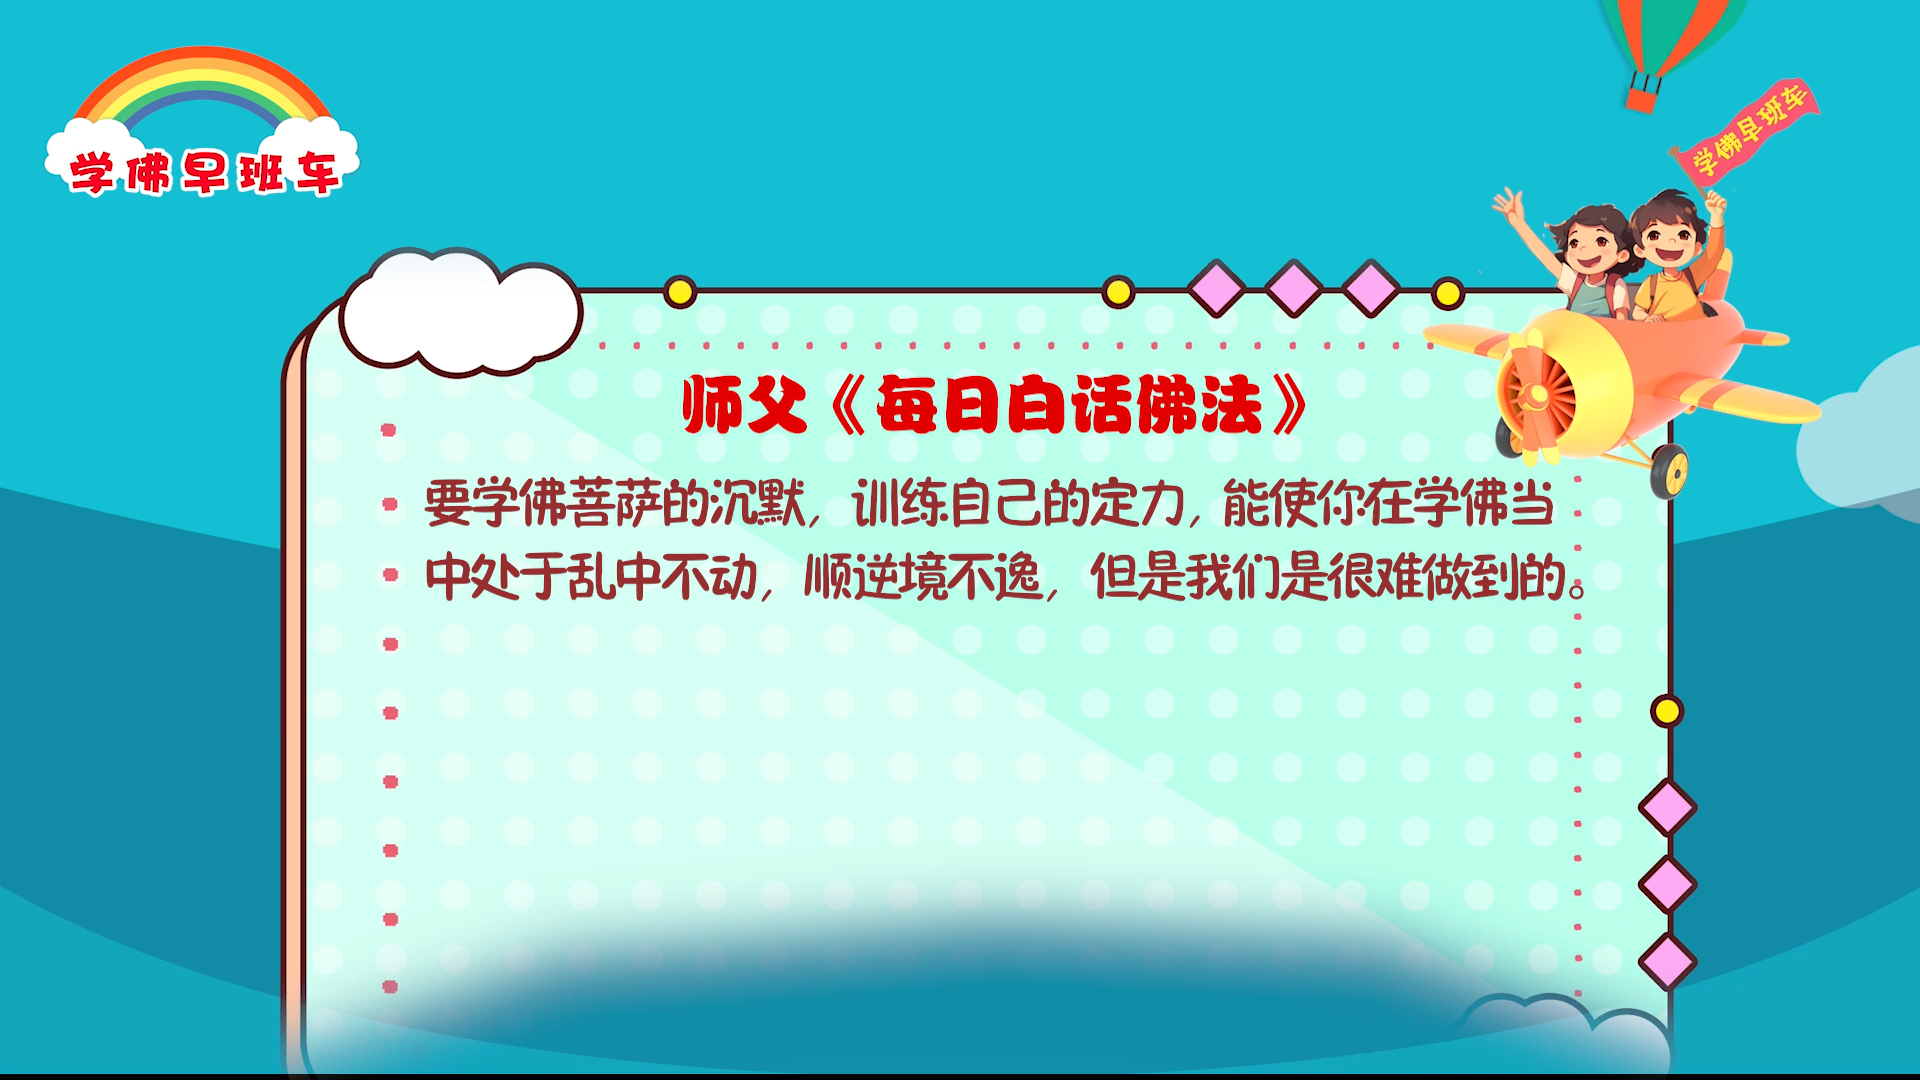 学佛早班车
学佛早班车
师父《每日白话佛法》
要学佛菩萨的沉默，训练自己的定力，能使你在学佛当
中处于乱中不动，顺逆境不逸，但是我们是很难做到的。